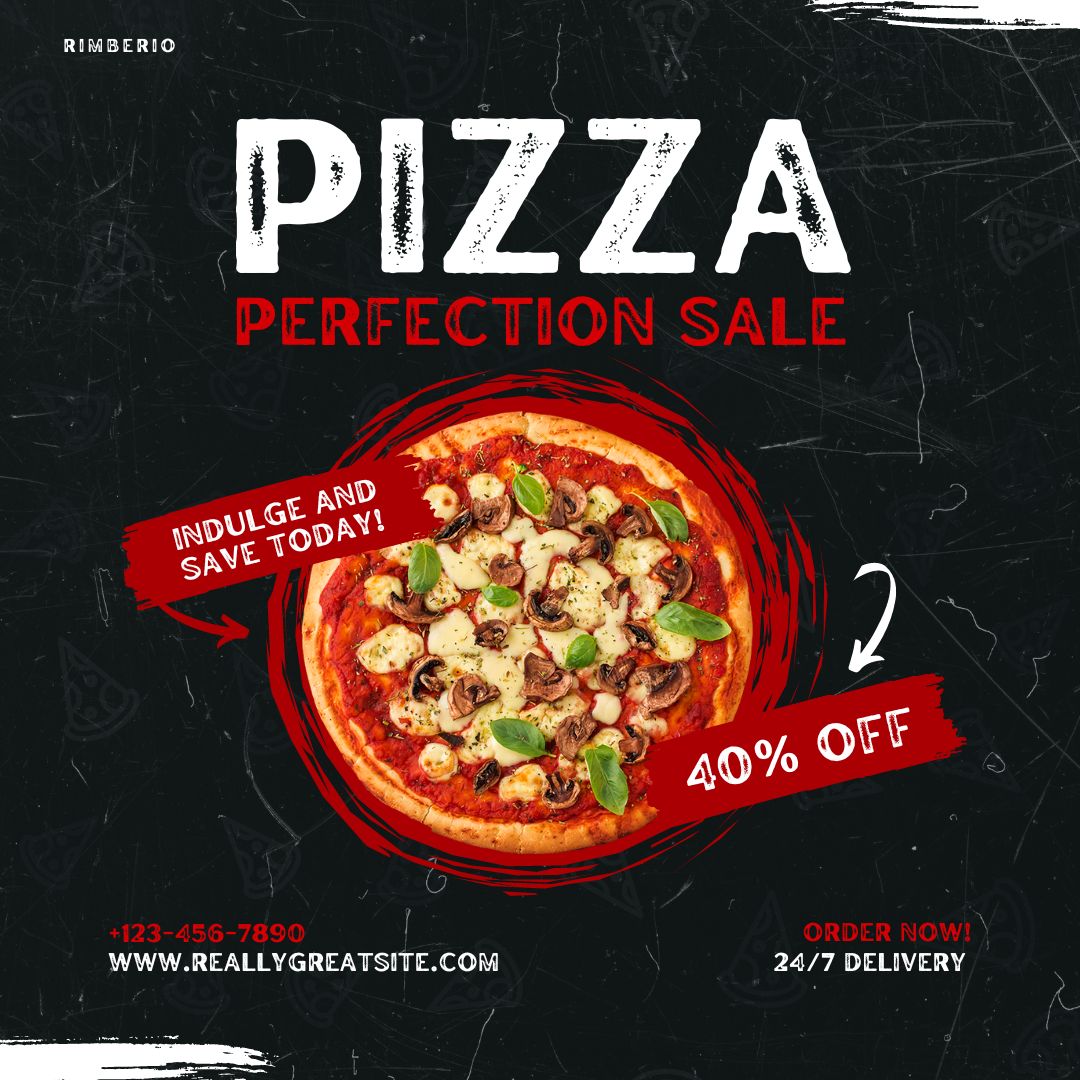 RIMBERIO
PIZZA
PERFECTION SALE
INDULGE AND
SAVE TODAY!
40% OFF
+123-456-7890
WWW.REALLYGREATSITE.COM
ORDER NOW!
24/7 DELIVERY